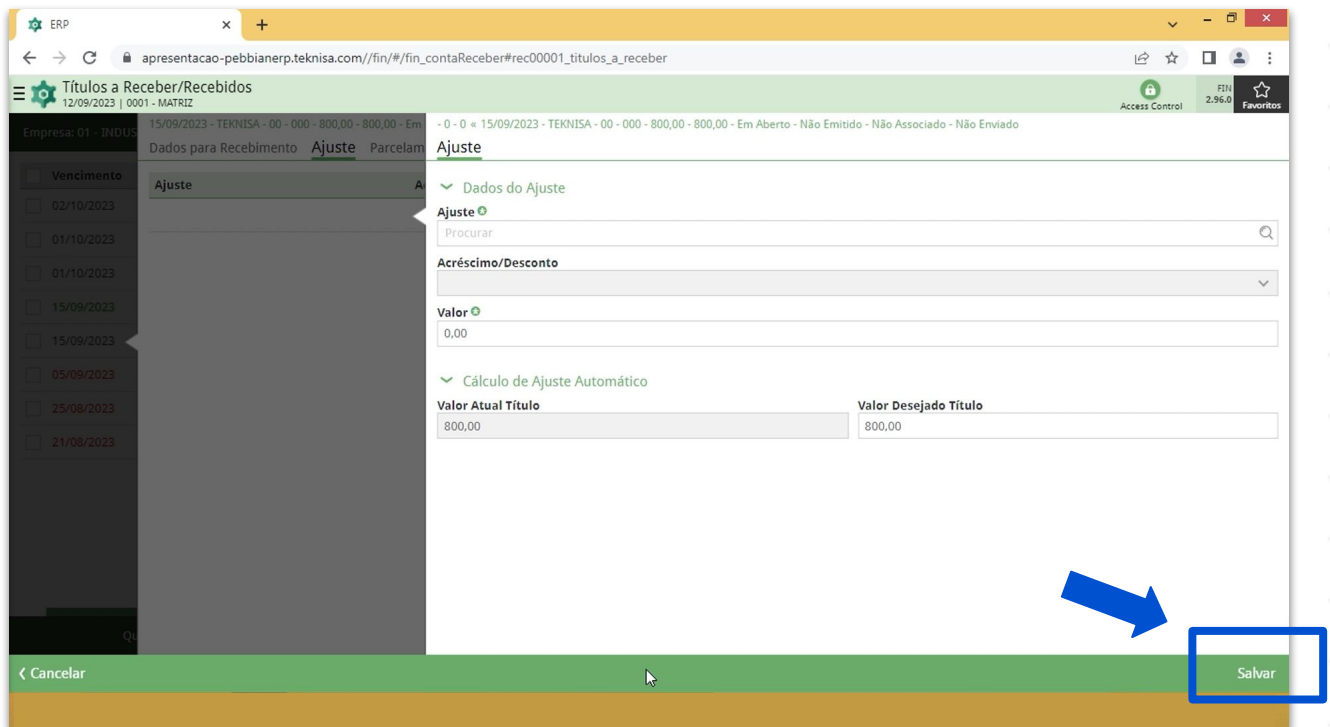 ERP
apresentacao-pebbianerp.teknisa.com//fin/#/fin_contaReceber#rec00001_titulos_a_receber
Títulos a Receber/Recebidos
12/09/2023 | 0001 - MATRIZ
Access Control
FIN
2.96.0
Favoritos
Empresa: 01 - INDUS
15/09/2023 - TEKNISA - 00 - 000 - 800,00 - 800,00 - Em
- 0 - 0 « 15/09/2023 - TEKNISA - 00 - 000 - 800,00 - 800,00 - Em Aberto - Não Emitido - Não Associado - Não Enviado
Dados para Recebimento Ajuste Parcelam
Ajuste
Vencimento
02/10/2023
01/10/2023
01/10/2023
15/09/2023
15/09/2023
05/09/2023
25/08/2023
21/08/2023
Qu
Ajuste A
Dados do Ajuste
Ajuste
Procurar
Acréscimo/Desconto
Valor
0,00
Cálculo de Ajuste Automático
Valor Atual Título Valor Desejado Título
800,00 800,00
Cancelar
Salvar